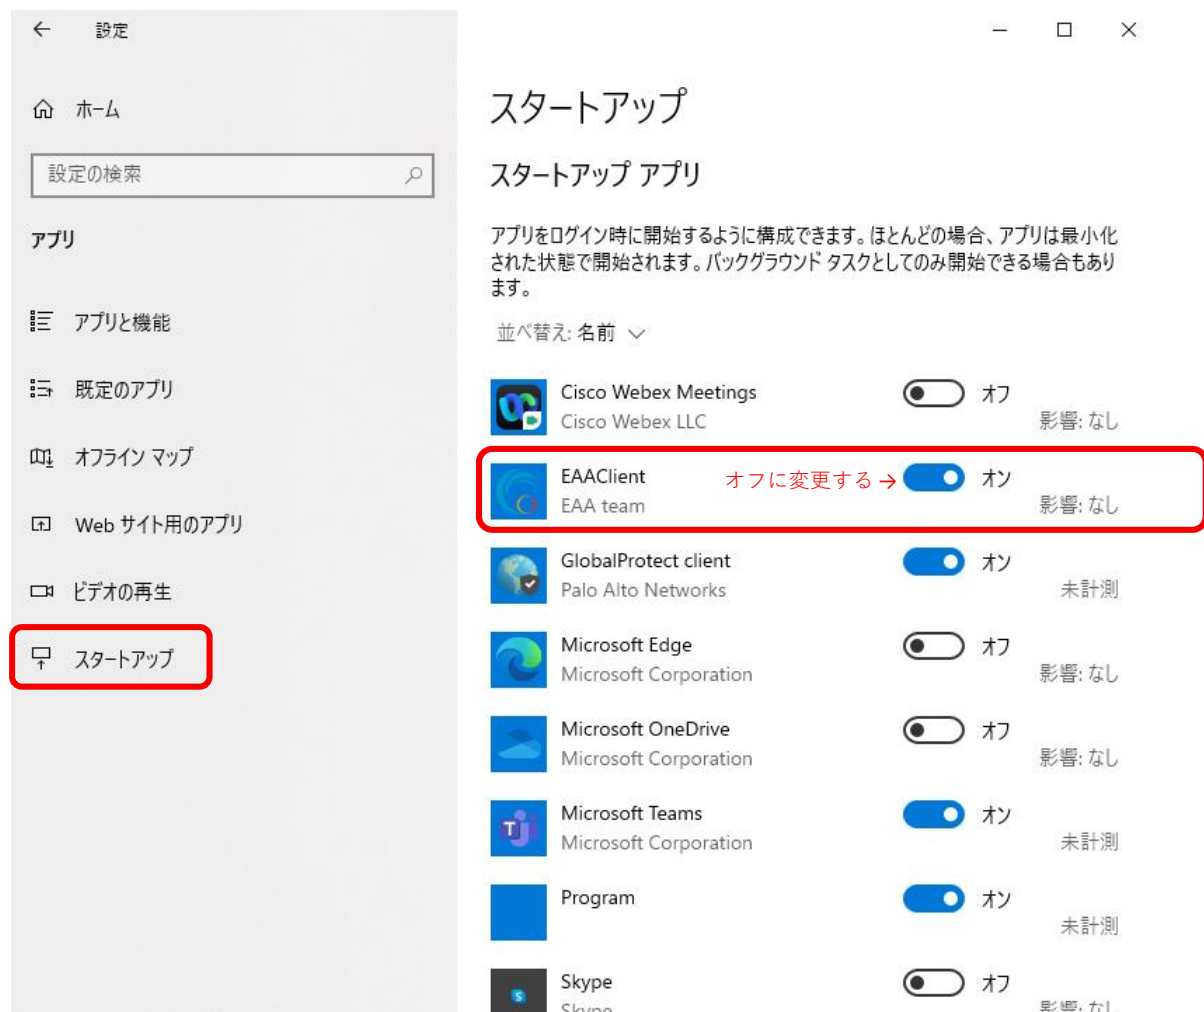 設定
ホーム
設定の検索
アプリ
アプリと機能
既定のアプリ
オフライン マップ
Web サイト用のアプリ
ビデオの再生
スタートアップ
スタートアップ
スタートアップ アプリ
アプリをログイン時に開始するように構成できます。ほとんどの場合、アプリは最小化
された状態で開始されます。バックグラウンド タスクとしてのみ開始できる場合もあり
ます。
並べ替え: 名前
Cisco Webex Meetings オフ
Cisco Webex LLC 影響: なし
EAAClient オフに変更する→ オン
EAA team 影響: なし
GlobalProtect client オン
Palo Alto Networks 未計測
Microsoft Edge オフ
Microsoft Corporation 影響: なし
Microsoft OneDrive オフ
Microsoft Corporation 影響: なし
Microsoft Teams オン
Microsoft Corporation 未計測
Program オン
未計測
Skype オフ
Skype 影響: なし